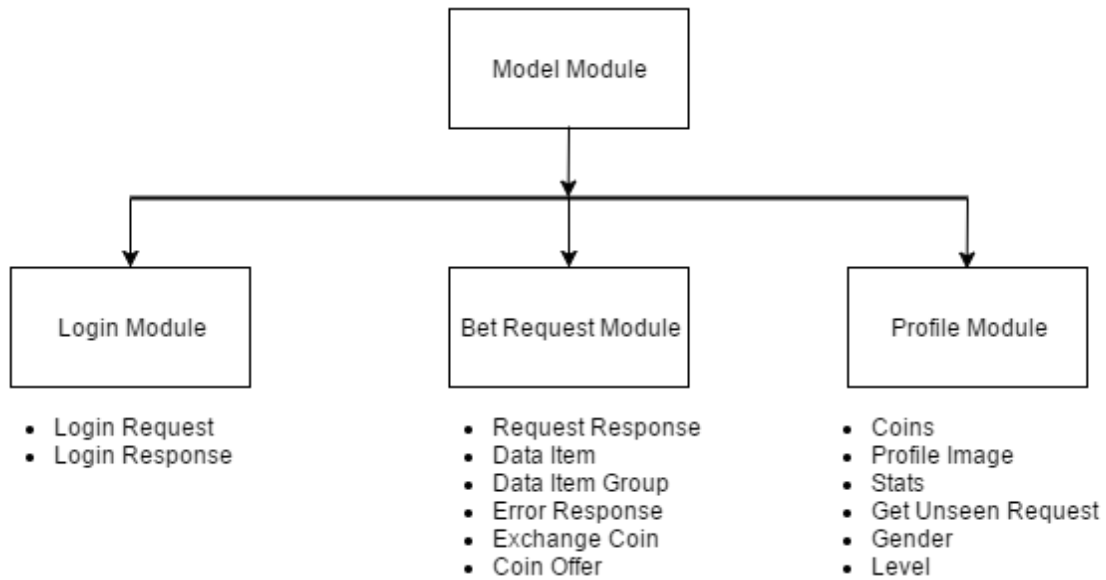 Model Module
Login Module
Bet Request Module
Profile Module
• Login Request
• Login Response
• Request Response
• Data Item
• Data Item Group
• Error Response
• Exchange Coin
• Coin Offer
• Coins
• Profile Image
• Stats
• Get Unseen Request
• Gender
• Level